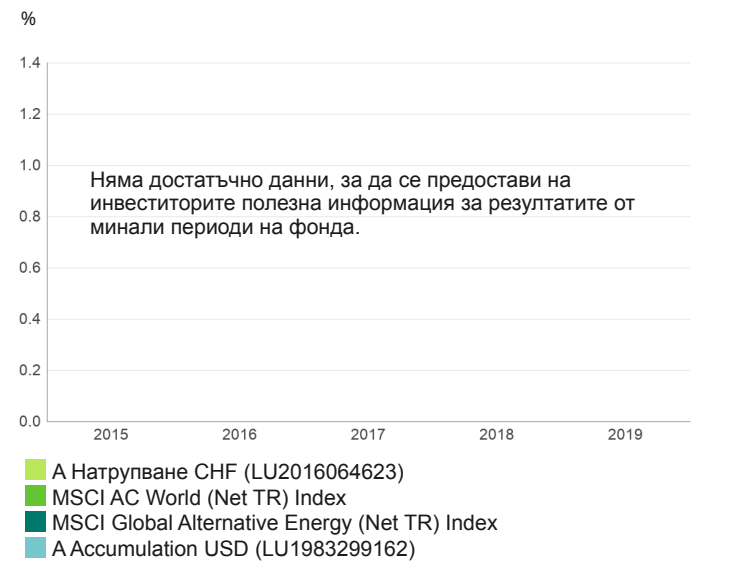 %
1.4
1.2
1.0
Няма достатъчно данни, за да се предостави на
инвеститорите полезна информация за резултатите от
0.8
минали периоди на фонда.
0.6
0.4
0.2
0.0
2015 2016 2017 2018 2019
А Натрупване CHF (LU2016064623)
MSCI AC World (Net TR) Index
MSCI Global Alternative Energy (Net TR) Index
A Accumulation USD (LU1983299162)